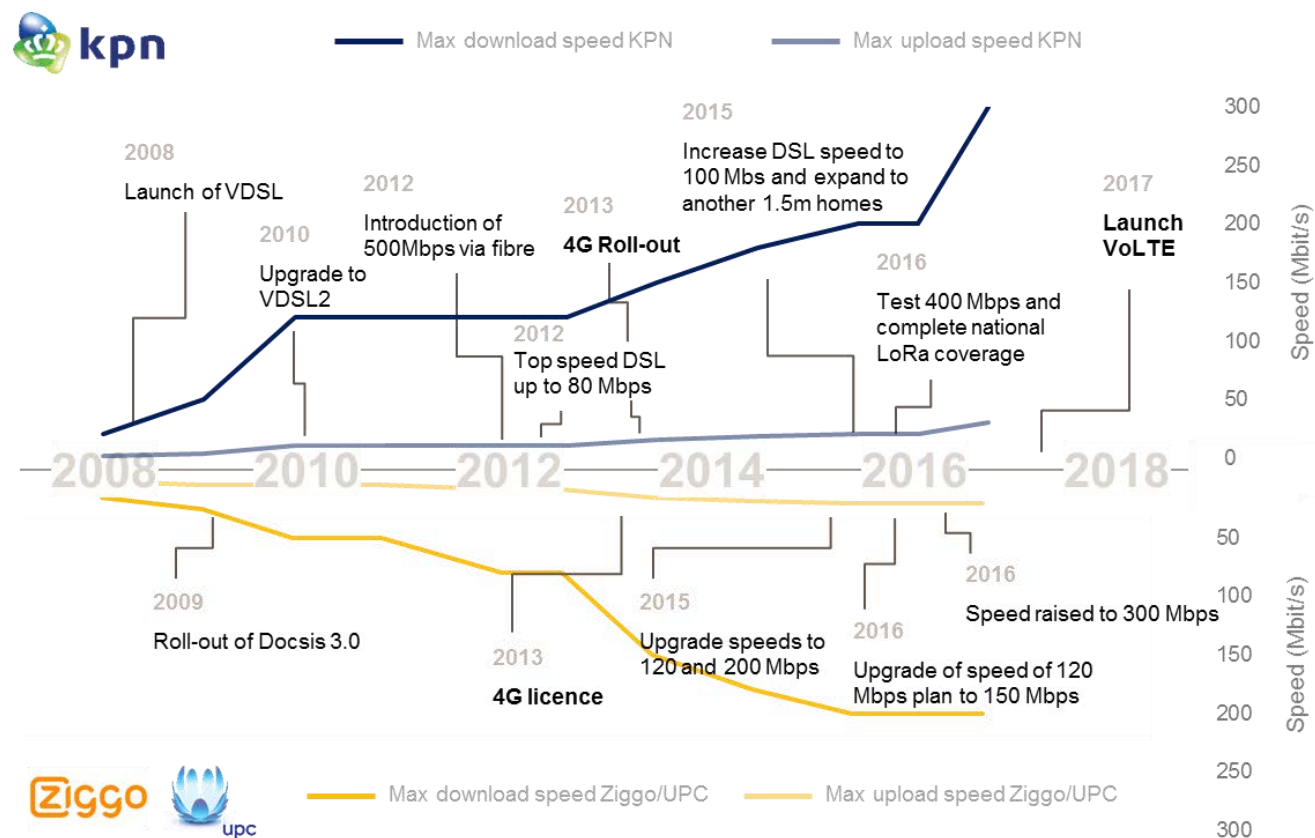 kpn
Max download speed KPN
Max upload speed KPN
2008
Launch of VDSL
2010
Upgrade to
VDSL2
2012
Introduction of
500Mbps via fibre
2012
Top speed DSL
up to 80 Mbps
2013
4G Roll-out
2015
Increase DSL speed to
100 Mbs and expand to
another 1.5m homes
2016
Test 400 Mbps and
complete national
LoRa coverage
2017
Launch
VoLTE
300
250
200
150
100
50
0
Speed (Mbit/s)
2008
2010
2012
2014
2016
2018
2009
Roll-out of Docsis 3.0
2013
4G licence
2015
Upgrade speeds to
120 and 200 Mbps
2016
Upgrade of speed of 120
Mbps plan to 150 Mbps
2016
Speed raised to 300 Mbps
50
100
150
200
250
300
Speed (Mbit/s)
ziggo
upc
Max download speed Ziggo/UPC
Max upload speed Ziggo/UPC